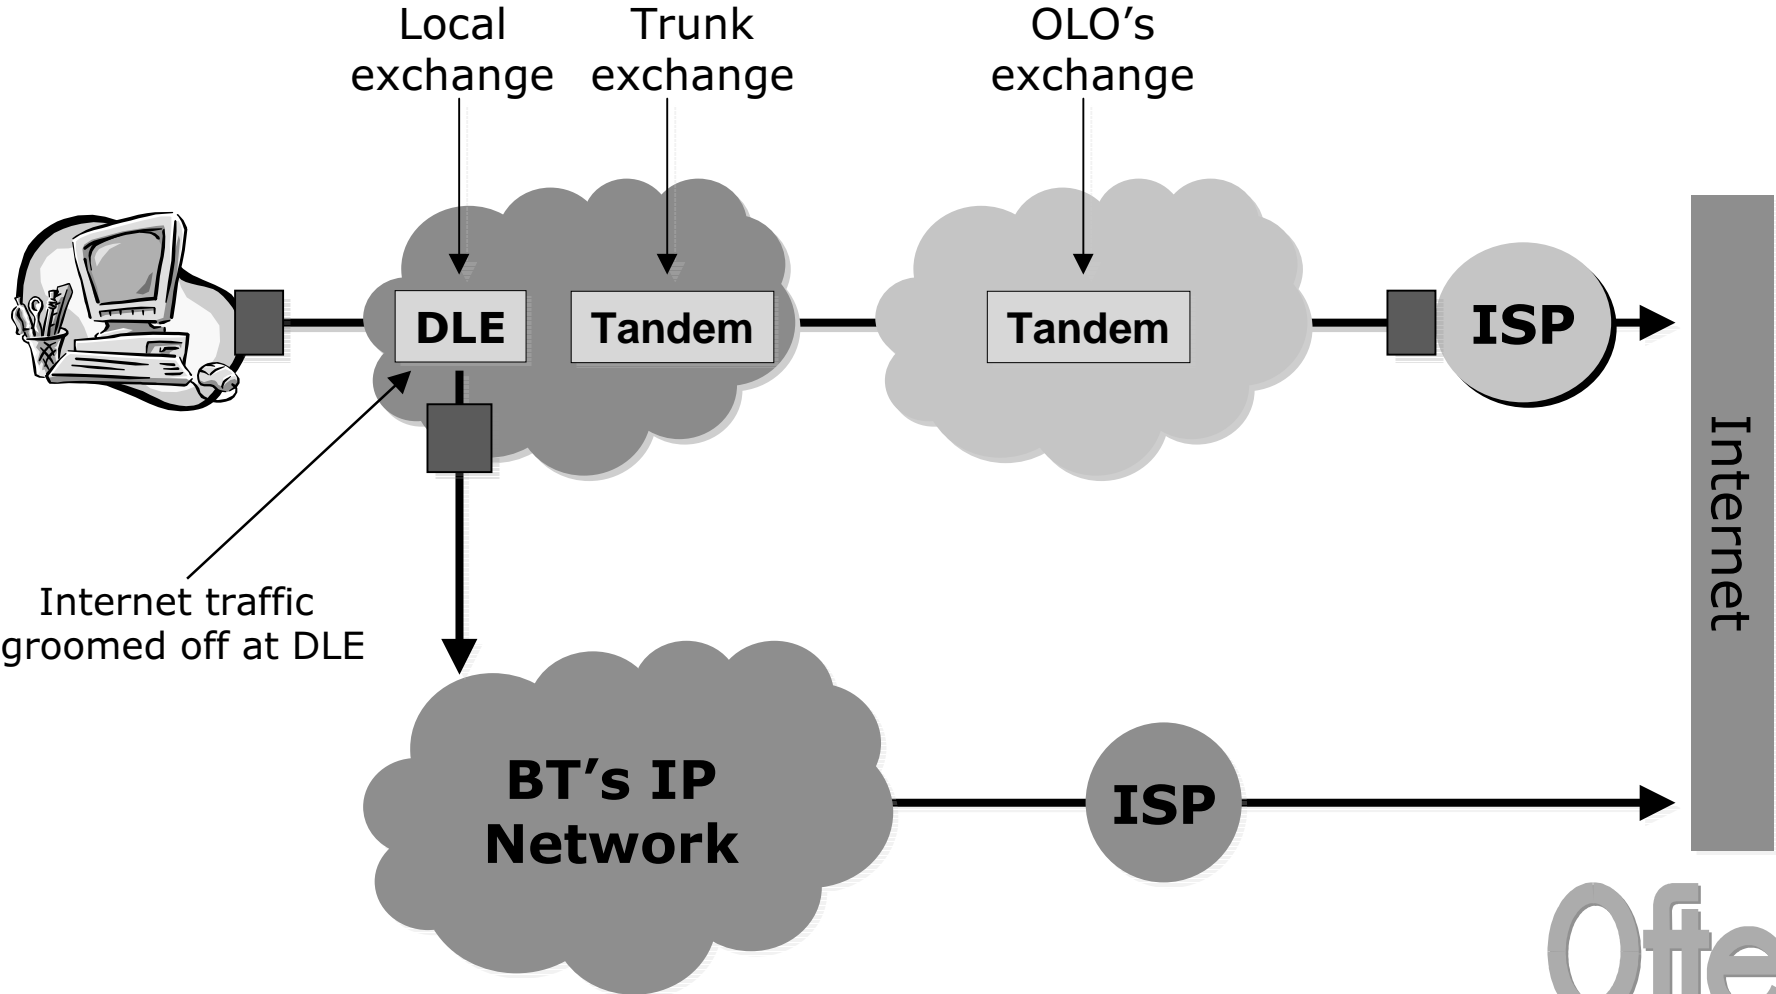 Local
exchange
Trunk
exchange
OLO's
exchange
DLE
Tandem
Tandem
ISP
Internet
Internet traffic
groomed off at DLE
BT's IP
Network
ISP
Ofte